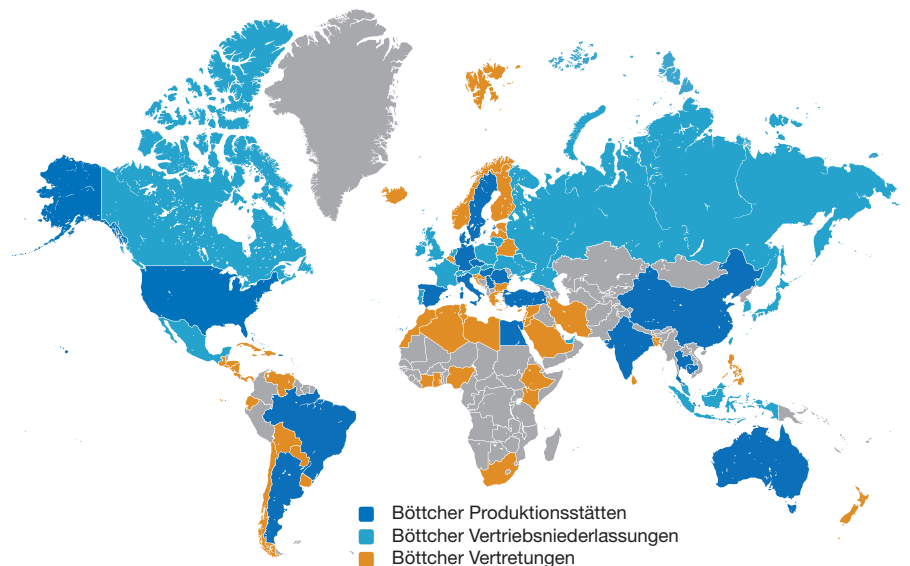 Böttcher Produktionsstätten
Böttcher Vertriebsniederlassungen
Böttcher Vertretungen